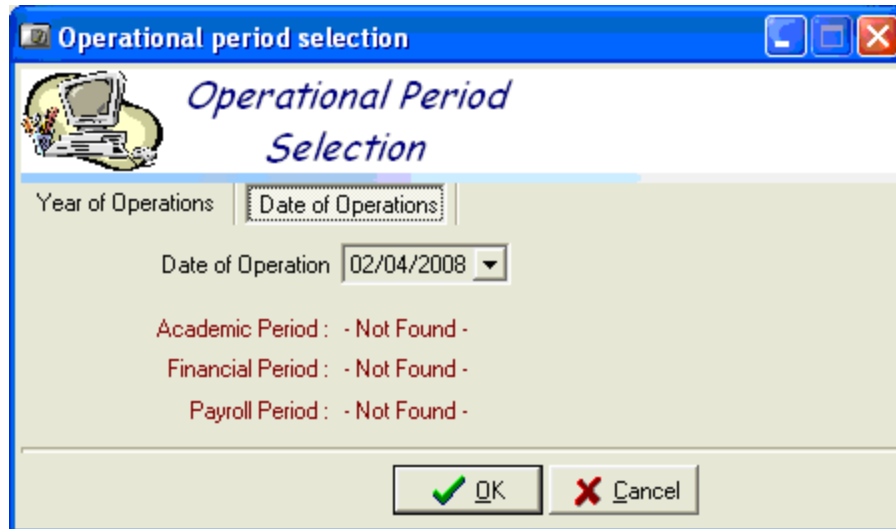 Operational period selection
Operational Period
Selection
Year of Operations Date of Operations
Date of Operation 02/04/2008
Academic Period : - Not Found -
Financial Period : - Not Found -
Payroll Period : - Not Found -
OK Cancel